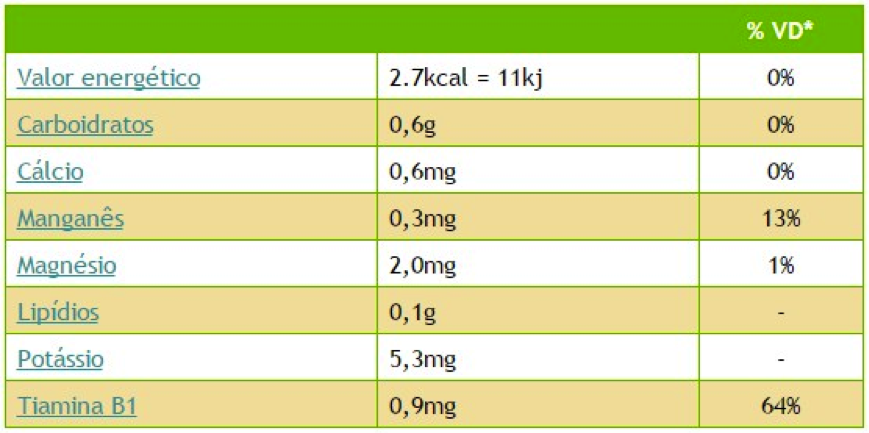 % VD*
Valor energético 2.7kcal = 11kj 0%
Carboidratos 0,6g 0%
Cálcio 0,6mg 0%
Manganês 0,3mg 13%
Magnésio 2,0mg 1%
Lipídios 0,1g -
Potássio 5,3mg -
Tiamina B1 0,9mg 64%